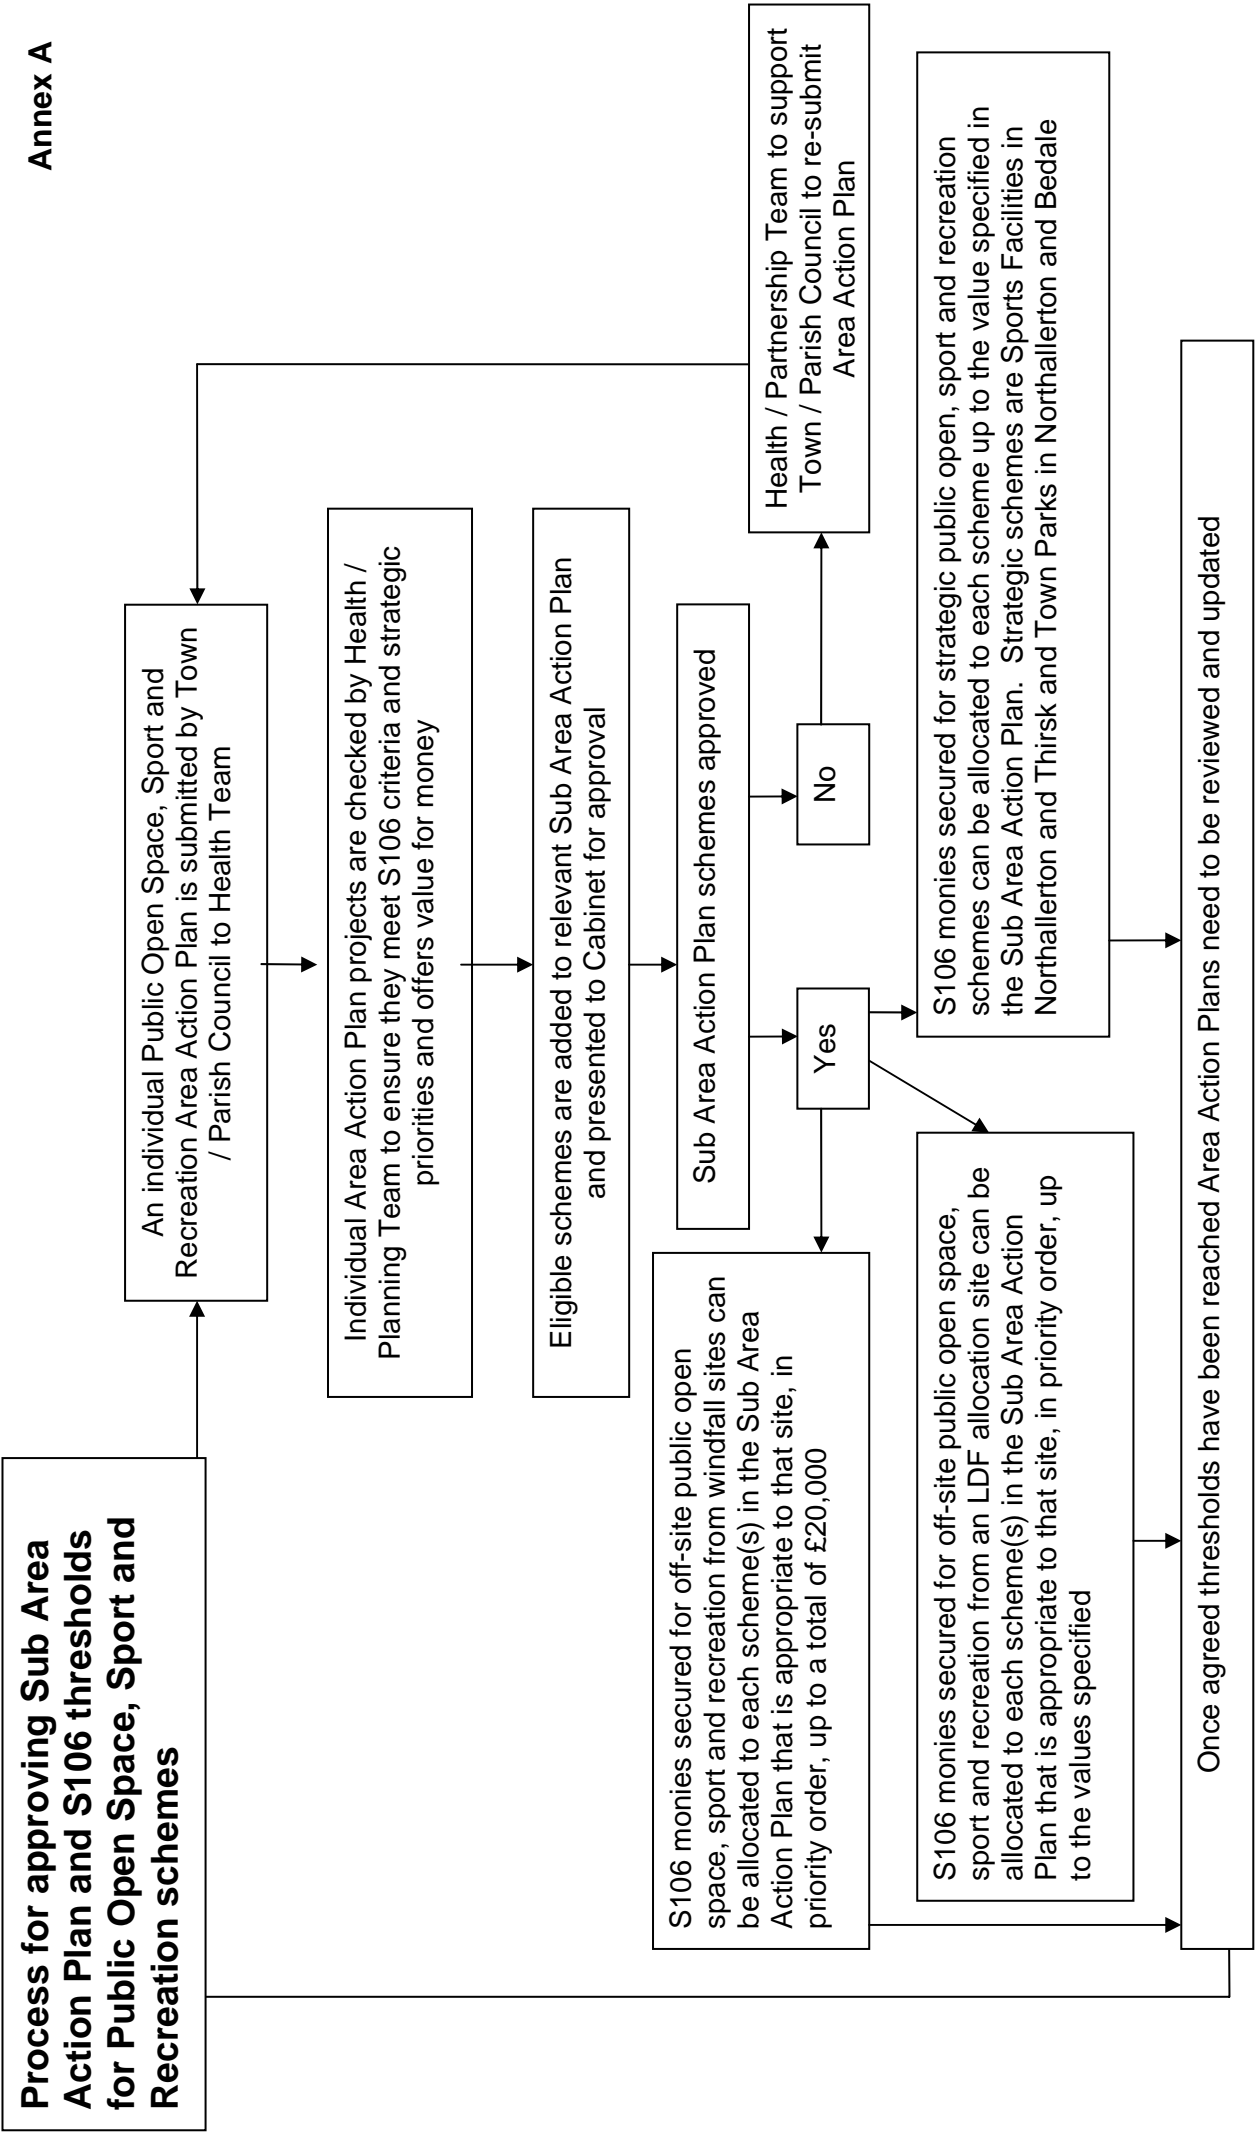 Annex A
Process for approving Sub Area
Action Plan and S106 thresholds
for Public Open Space, Sport and
Recreation schemes
An individual Public Open Space, Sport and
Recreation Area Action Plan is submitted by Town
/ Parish Council to Health Team
Individual Area Action Plan projects are checked by Health /
Planning Team to ensure they meet S106 criteria and strategic
priorities and offers value for money
Eligible schemes are added to relevant Sub Area Action Plan
and presented to Cabinet for approval
Sub Area Action Plan schemes approved
Yes
No
Health / Partnership Team to support
Town / Parish Council to re-submit
Area Action Plan
S106 monies secured for off-site public open
space, sport and recreation from windfall sites can
be allocated to each scheme(s) in the Sub Area
Action Plan that is appropriate to that site, in
priority order, up to a total of £20,000
S106 monies secured for off-site public open space,
sport and recreation from an LDF allocation site can be
allocated to each scheme(s) in the Sub Area Action
Plan that is appropriate to that site, in priority order, up
to the values specified
S106 monies secured for strategic public open, sport and recreation
schemes can be allocated to each scheme up to the value specified in
the Sub Area Action Plan.  Strategic schemes are Sports Facilities in
Northallerton and Thirsk and Town Parks in Northallerton and Bedale
Once agreed thresholds have been reached Area Action Plans need to be reviewed and updated